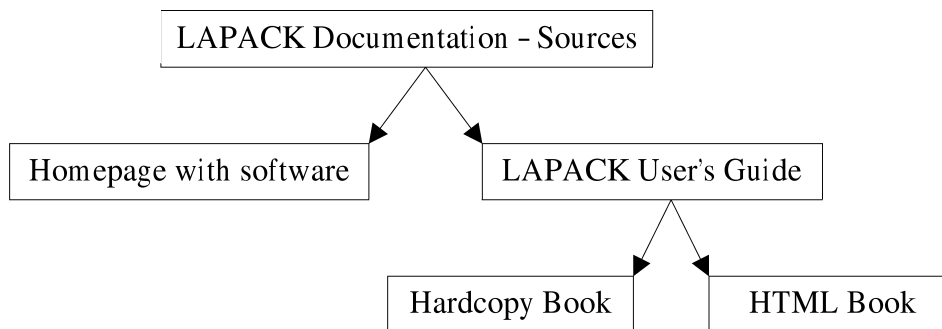 LAPACK Documentation - Sources
Homepage with software
LAPACK User's Guide
Hardcopy Book
HTML Book